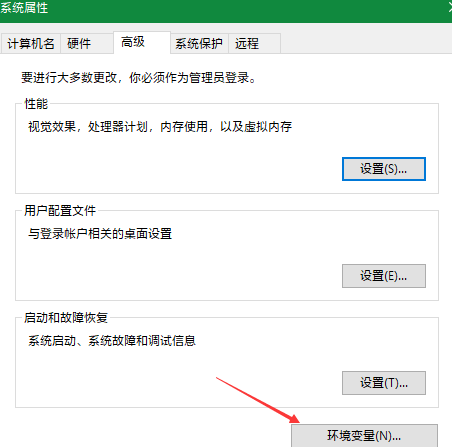 系统属性
计算机名 硬件 高级 系统保护 远程
要进行大多数更改，你必须作为管理员登录。
性能
视觉效果，处理器计划，内存使用，以及虚拟内存
设置(S)...
用户配置文件
与登录帐户相关的桌面设置
设置(E)...
启动和故障恢复
系统启动、系统故障和调试信息
设置(T)...
环境变量(N)...